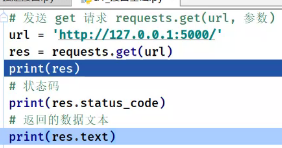 # 发送 get 请求 requests.get(url, 参数)
url = 'http://127.0.0.1:5000/'
res = requests.get(url)
print(res)
# 状态码
print(res.status_code)
# 返回的数据文本
print(res.text)